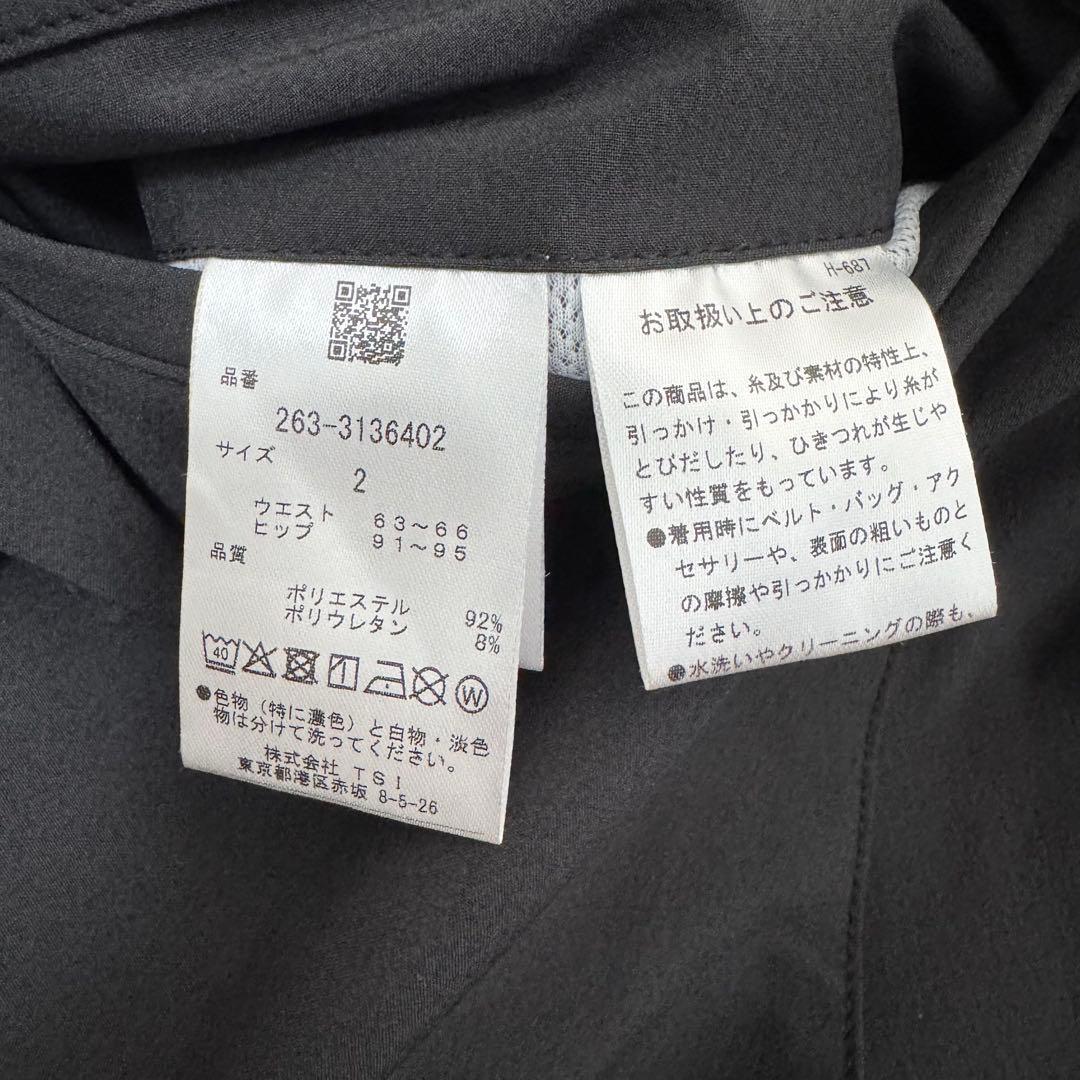 品番
263-3136402
サイズ
2
ウエスト 63～66
ヒップ 91～95
品質
ポリエステル 92%
ポリウレタン 8%
40
W
●色物（特に濃色）と白物・淡色
物は分けて洗ってください。
株式会社 TSI
東京都港区赤坂 8-5-26
H-687
お取扱い上のご注意
この商品は、糸及び素材の特性上、
引っかけ・引っかかりにより糸が
とびだしたり、ひきつれが生じや
すい性質をもっています。
●着用時にベルト・バッグ・アク
セサリーや、表面の粗いものと
の摩擦や引っかかりにご注意く
ださい。
●水洗いやクリーニングの際も、